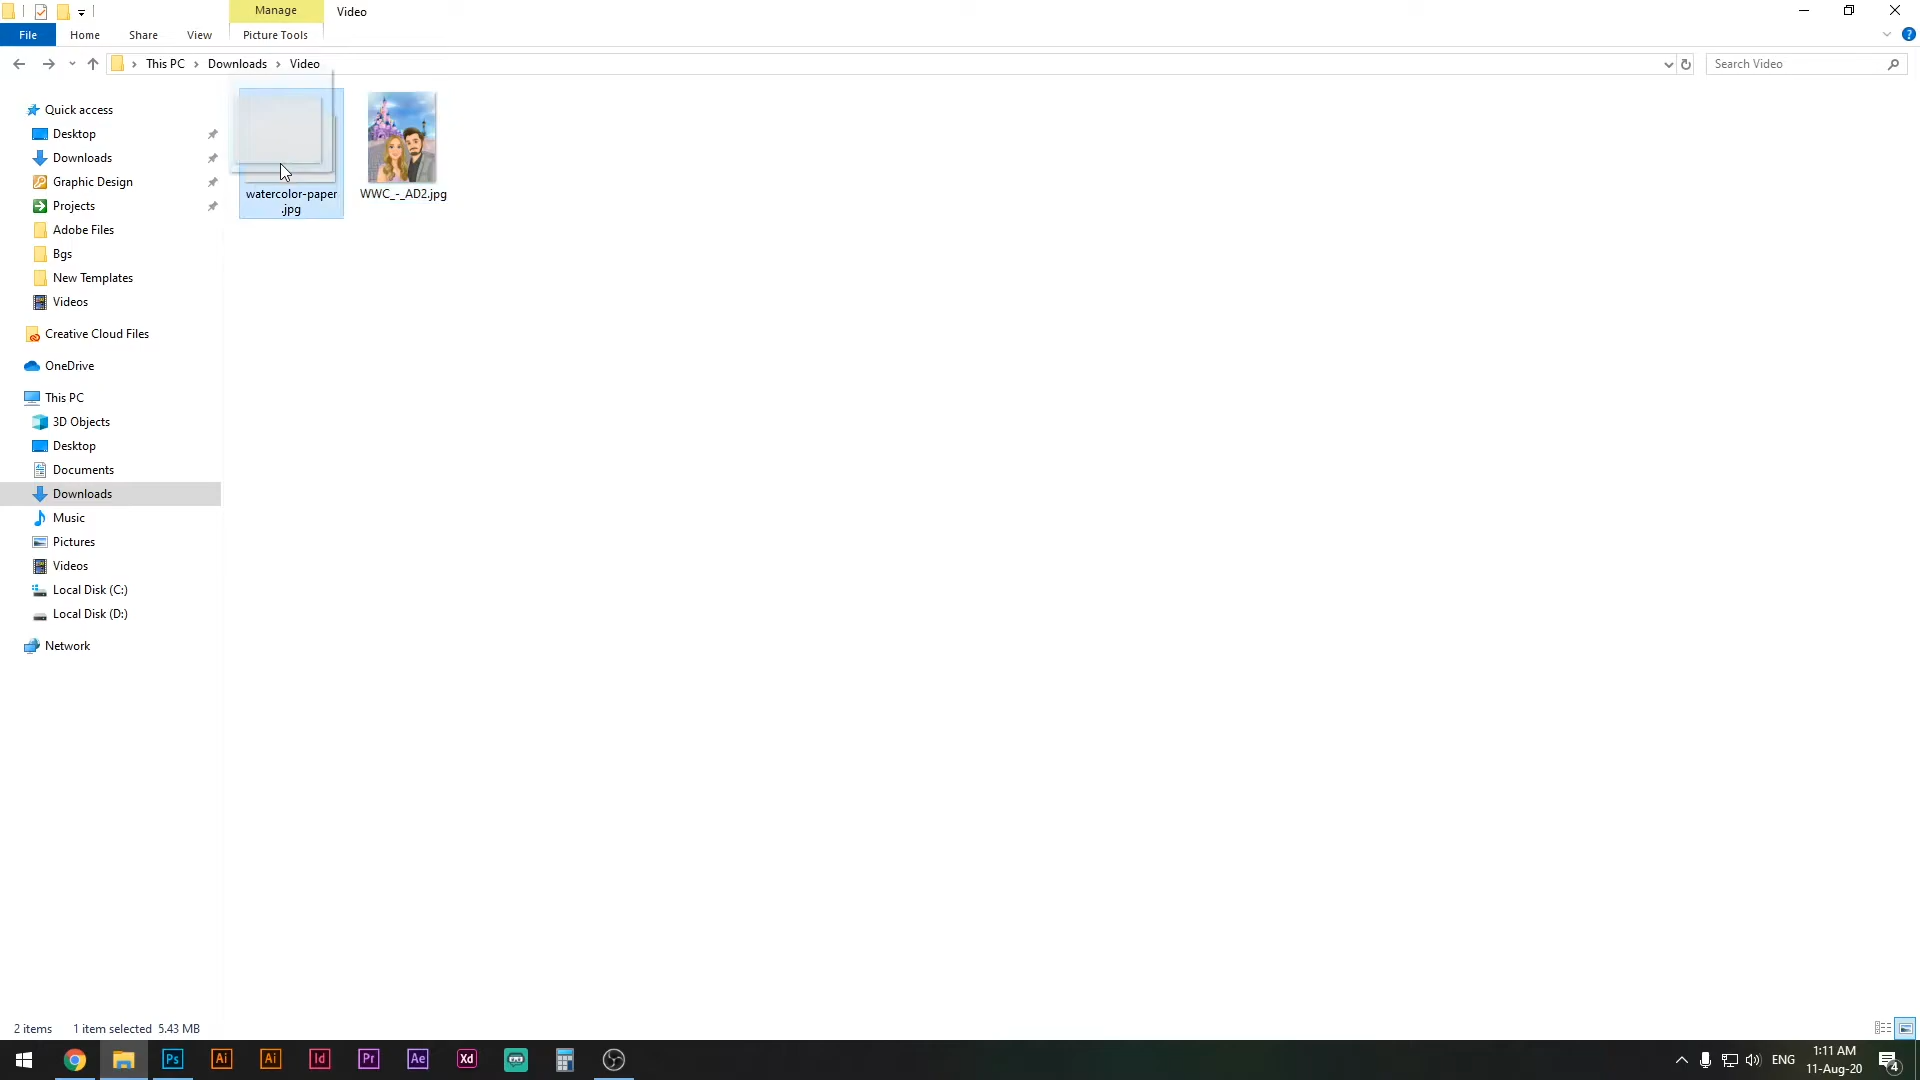 Manage
Video
File
Home
Share
View
Picture Tools
This PC
Downloads
Video
Search Video
Quick access
Desktop
Downloads
Graphic Design
Projects
Adobe Files
Bgs
New Templates
Videos
Creative Cloud Files
OneDrive
This PC
3D Objects
Desktop
Documents
Downloads
Music
Pictures
Videos
Local Disk (C:)
Local Disk (D:)
Network
watercolor-paper
.jpg
WWC_-_AD2.jpg
2 items 1 item selected 5.43 MB
Ps
Ai
Ai
Id
Pr
Ae
Xd
ENG
1:11 AM
11-Aug-20
4